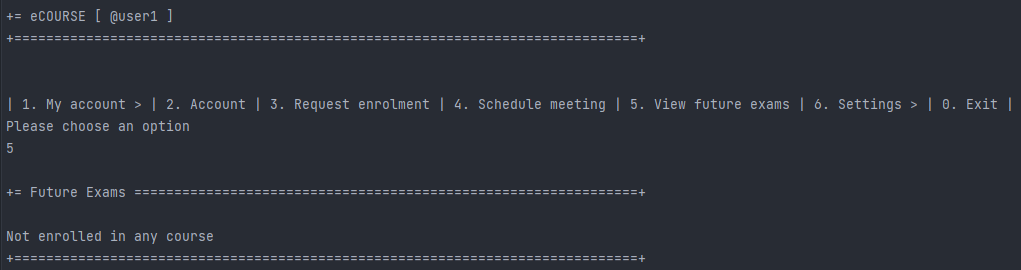 += eCOURSE [ @user1 ]
+==============================================================================+
| 1. My account > | 2. Account | 3. Request enrolment | 4. Schedule meeting | 5. View future exams | 6. Settings > | 0. Exit |
Please choose an option
5
+= Future Exams ===============================================================+
Not enrolled in any course
+==============================================================================+